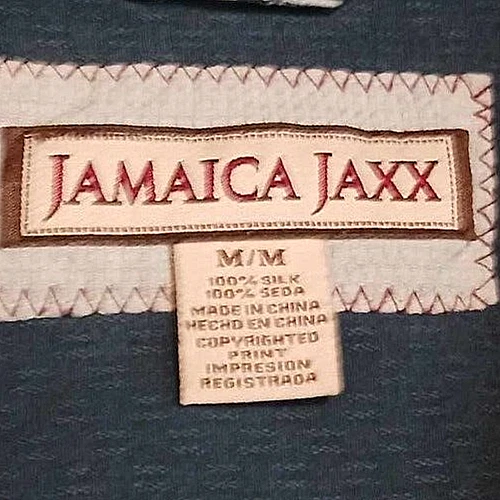 JAMAICA JAXX
M/M
100% SILK
100% SEDA
MADE IN CHINA
HECHO EN CHINA
COPYRIGHTED
PRINT
IMPRESION
REGISTRADA